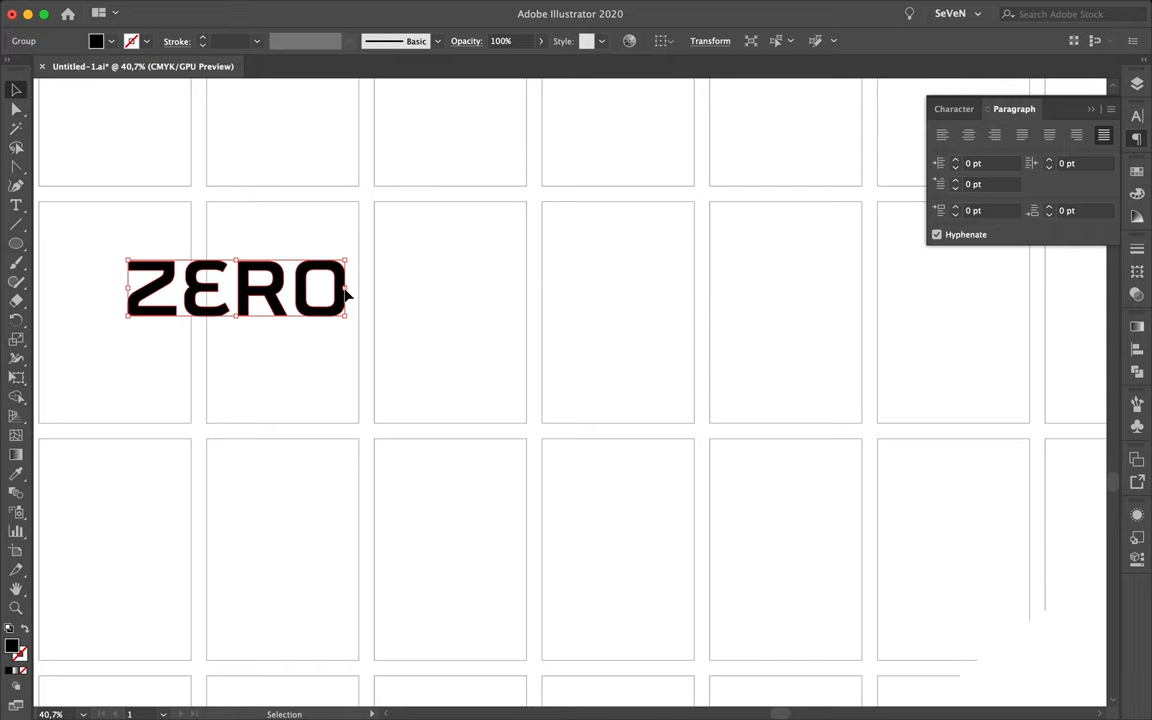 Adobe Illustrator 2020
SeVeN
Search Adobe Stock
Group
Stroke:
Basic
Opacity:
100%
Style:
Transform
Untitled-1.ai* @ 40,7% (CMYK/GPU Preview)
Character
Paragraph
0 pt
0 pt
0 pt
0 pt
0 pt
Hyphenate
ZERO
40,7%
1
Selection